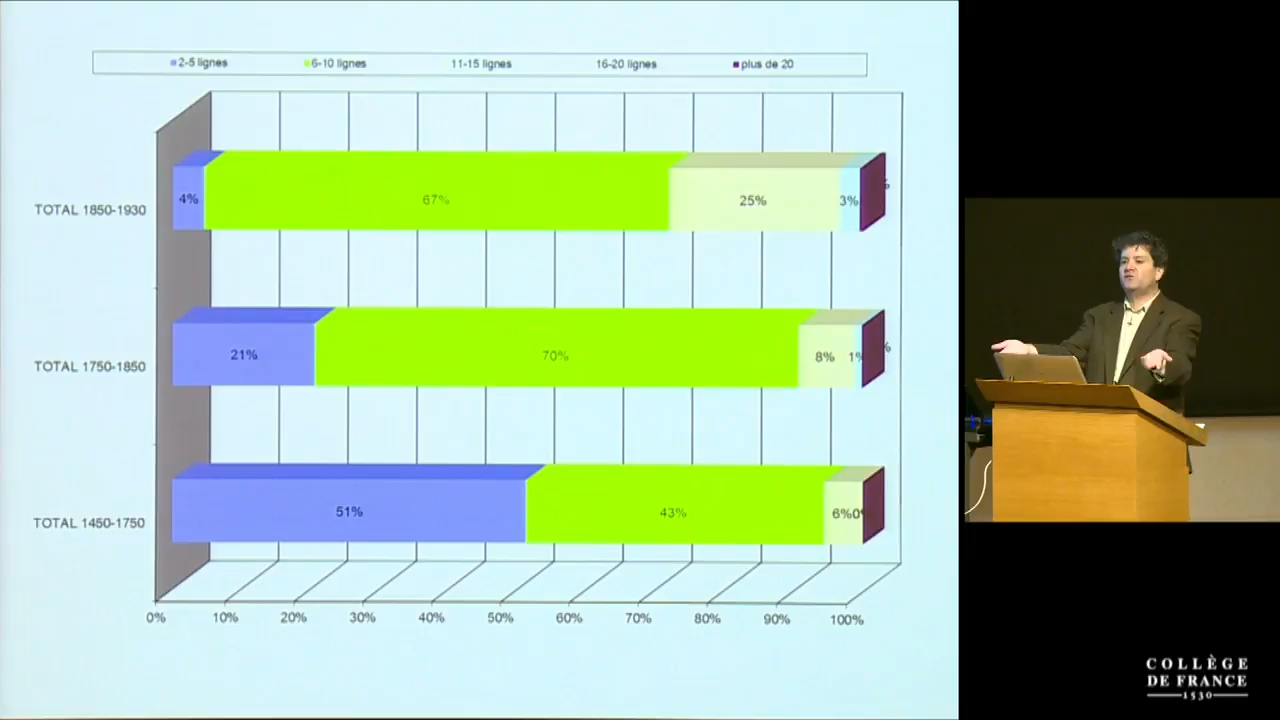 2-5 lignes 6-10 lignes 11-15 lignes 16-20 lignes plus de 20
TOTAL 1850-1930 4% 67% 25% 3% %
TOTAL 1750-1850 21% 70% 8% 1% %
TOTAL 1450-1750 51% 43% 6% 0%
0% 10% 20% 30% 40% 50% 60% 70% 80% 90% 100%
COLLÈGE
DE FRANCE
1530